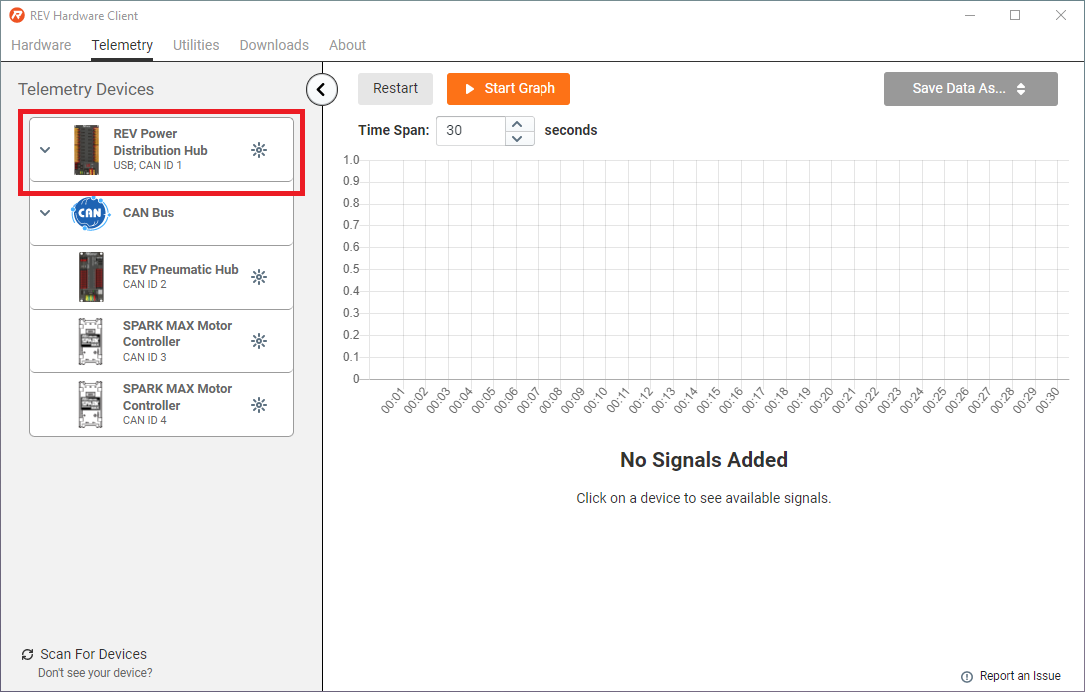 REV Hardware Client
Hardware Telemetry Utilities Downloads About
Telemetry Devices
REV Power
Distribution Hub
USB; CAN ID 1
CAN
CAN Bus
REV Pneumatic Hub
CAN ID 2
SPARK MAX Motor
Controller
CAN ID 3
SPARK MAX Motor
Controller
CAN ID 4
Scan For Devices
Don't see your device?
Restart
Start Graph
Save Data As...
Time Span: 30 seconds
1.0
0.9
0.8
0.7
0.6
0.5
0.4
0.3
0.2
0.1
0
00:01 00:02 00:03 00:04 00:05 00:06 00:07 00:08 00:09 00:10 00:11 00:12 00:13 00:14 00:15 00:16 00:17 00:18 00:19 00:20 00:21 00:22 00:23 00:24 00:25 00:26 00:27 00:28 00:29 00:30
No Signals Added
Click on a device to see available signals.
Report an Issue